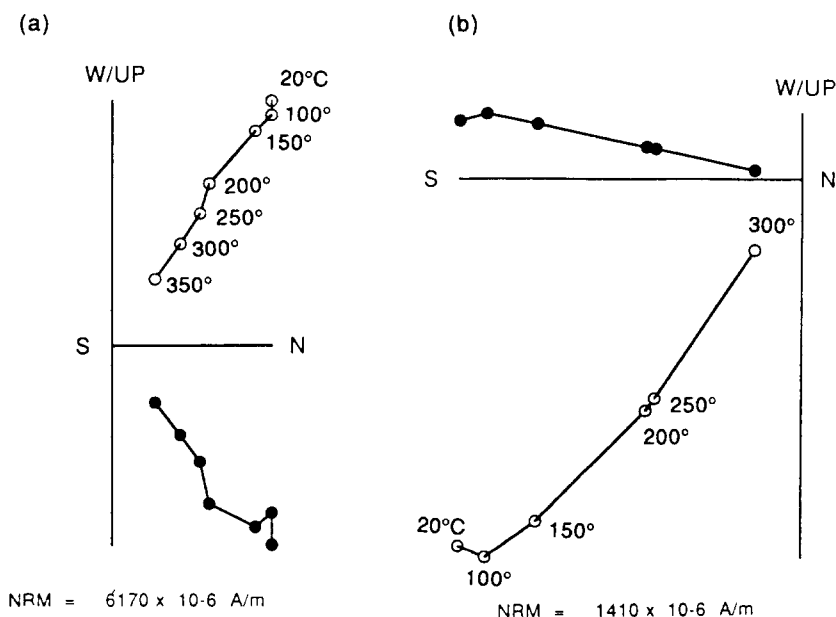 (a)
W/UP
20°C
100°
150°
200°
250°
300°
350°
S
N
NRM = 6170 x 10-6 A/m
(b)
W/UP
S
N
300°
250°
200°
150°
20°C
100°
NRM = 1410 x 10-6 A/m